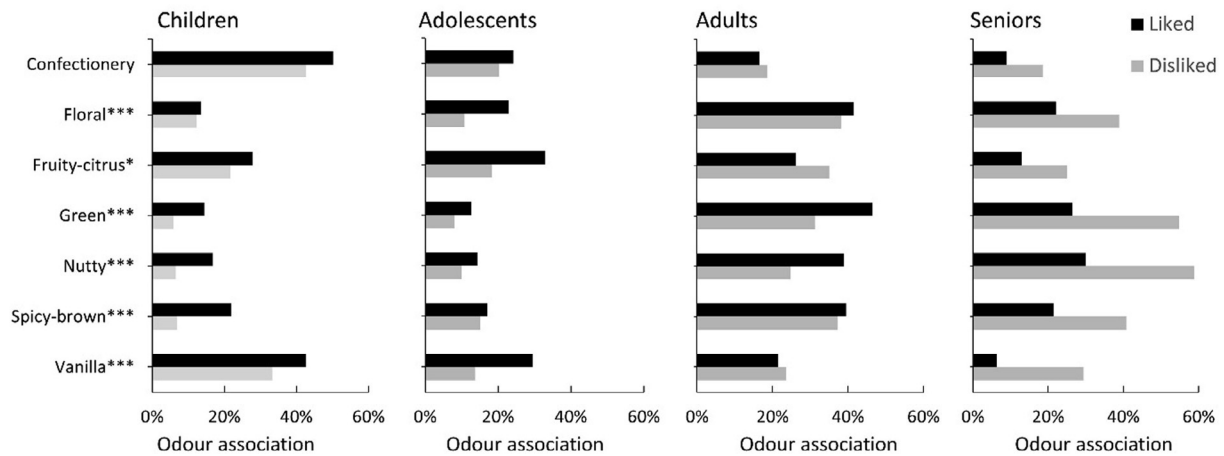 Children
Adolescents
Adults
Seniors
Liked
Disliked
Confectionery
Floral***
Fruity-citrus*
Green***
Nutty***
Spicy-brown***
Vanilla***
0% 20% 40% 60%
0% 20% 40% 60%
0% 20% 40% 60%
0% 20% 40% 60%
Odour association
Odour association
Odour association
Odour association